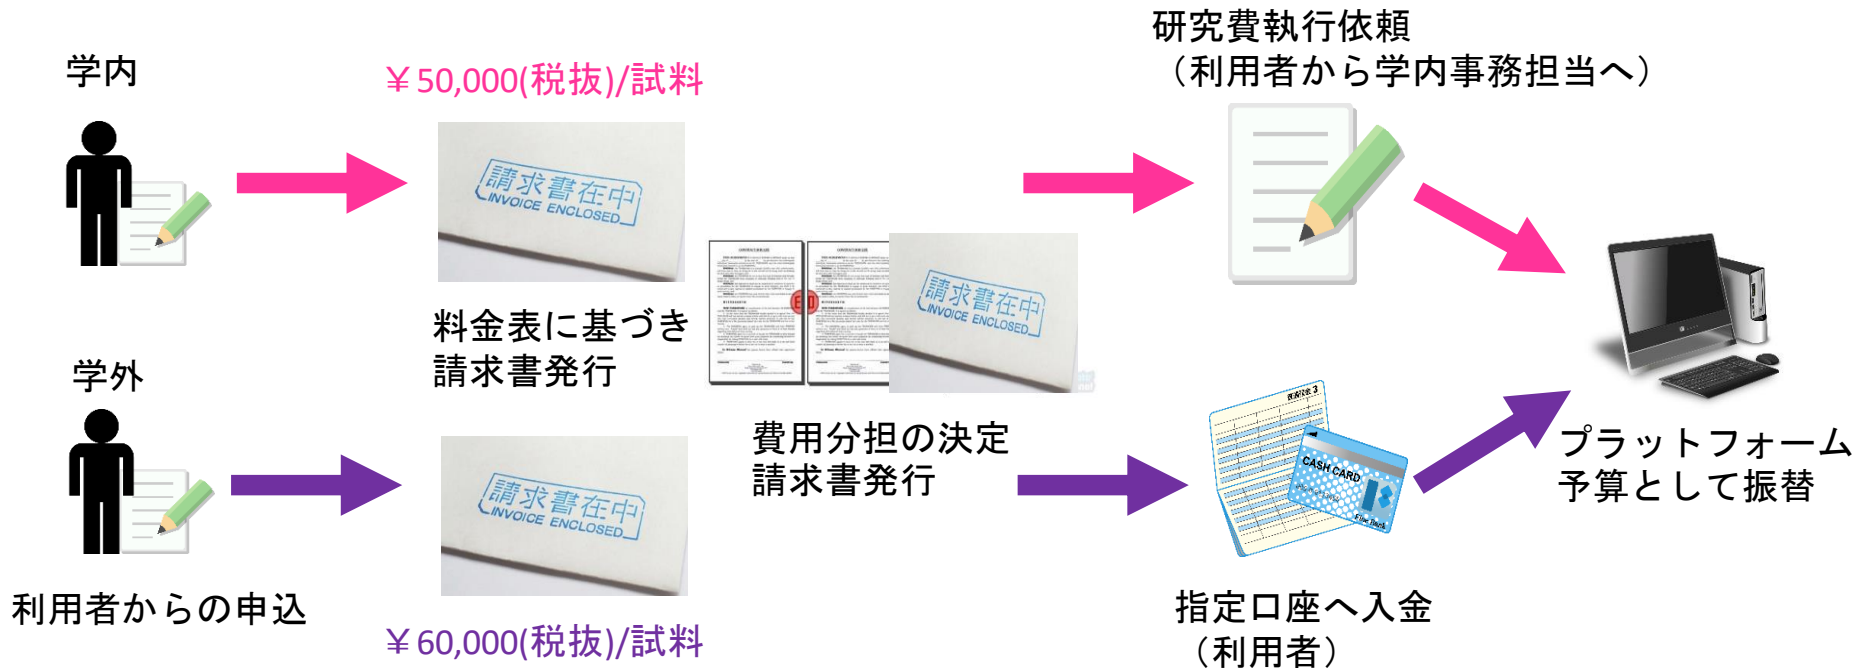 学内
¥50,000(税抜)/試料
研究費執行依頼
（利用者から学内事務担当へ）
請求書在中
INVOICE ENCLOSED
料金表に基づき
請求書発行
請求書在中
INVOICE ENCLOSED
費用分担の決定
請求書発行
学外
請求書在中
INVOICE ENCLOSED
利用者からの申込
¥60,000(税抜)/試料
3
CASH CARD
Fine Bank
指定口座へ入金
（利用者）
プラットフォーム
予算として振替